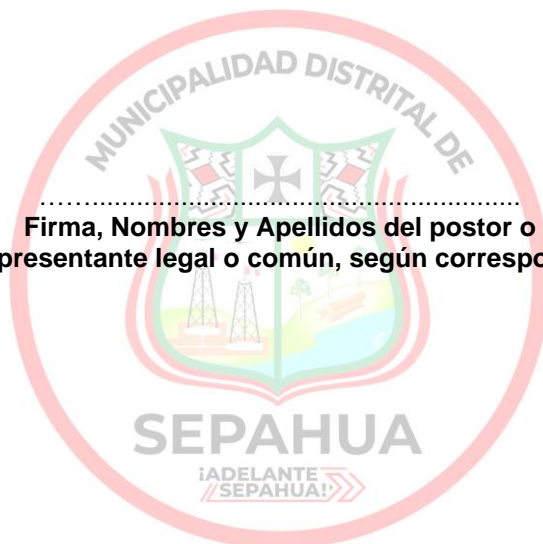 MUNICIPALIDAD DISTRITAL DE
.................................................................
Firma, Nombres y Apellidos del postor o
presentante legal o común, según correspo
SEPAHUA
¡ADELANTE
SEPAHUA!